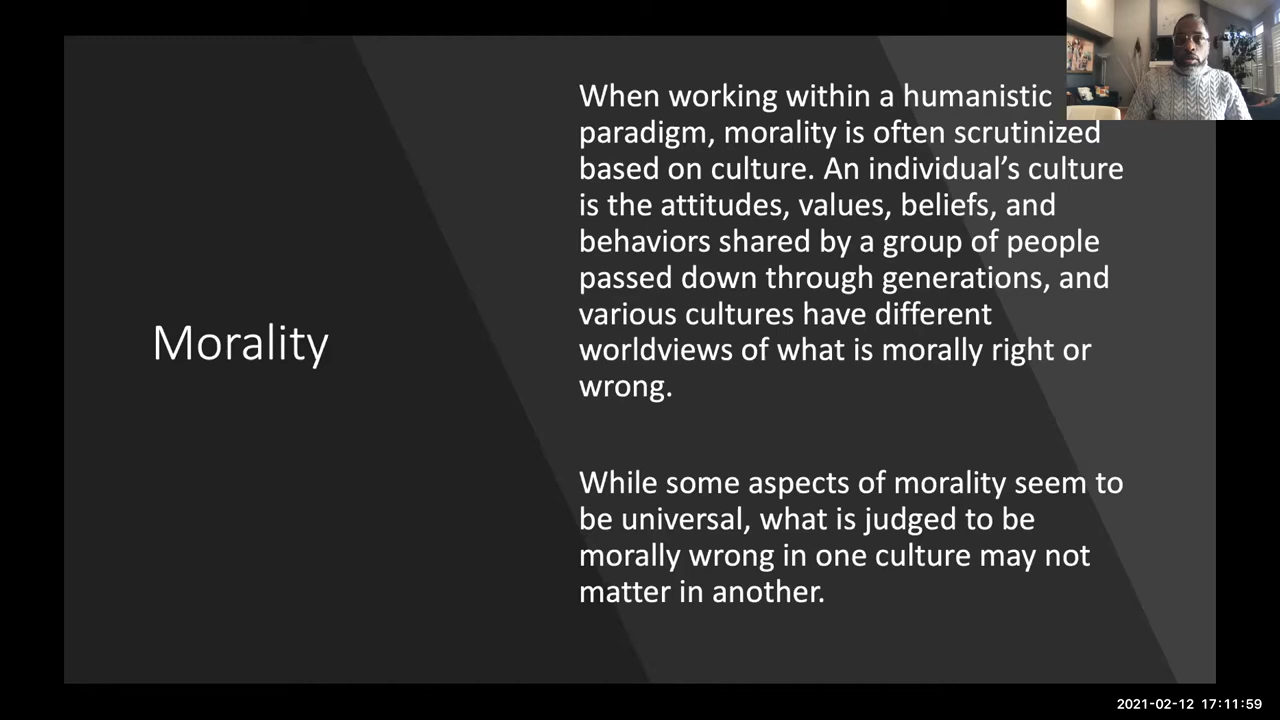 Morality
When working within a humanistic
paradigm, morality is often scrutinized
based on culture. An individual’s culture
is the attitudes, values, beliefs, and
behaviors shared by a group of people
passed down through generations, and
various cultures have different
worldviews of what is morally right or
wrong.
While some aspects of morality seem to
be universal, what is judged to be
morally wrong in one culture may not
matter in another.
2021-02-12 17:11:59